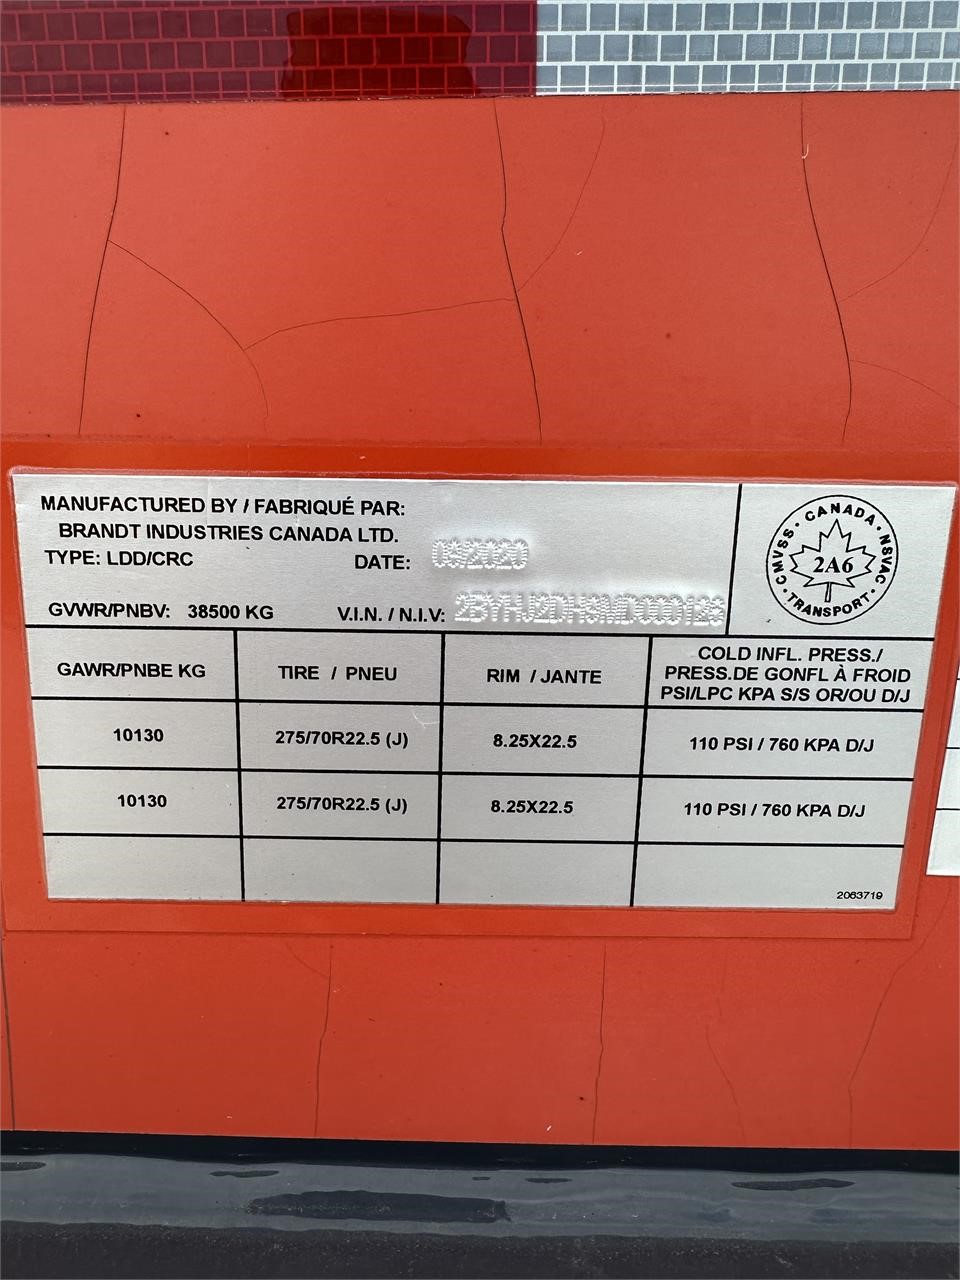 MANUFACTURED BY / FABRIQUÉ PAR:
BRANDT INDUSTRIES CANADA LTD.
TYPE: LDD/CRC
DATE: 09/2020
GVWR/PNBV: 38500 KG
V.I.N. / N.I.V:
CANADA
CMVSS • NSVAC
2A6
TRANSPORT
GAWR/PNBE KG
TIRE / PNEU
RIM / JANTE
COLD INFL. PRESS./
PRESS.DE GONFL À FROID
PSI/LPC KPA S/S OR/OU D/J
10130
275/70R22.5 (J)
8.25X22.5
110 PSI / 760 KPA D/J
10130
275/70R22.5 (J)
8.25X22.5
110 PSI / 760 KPA D/J
2063719